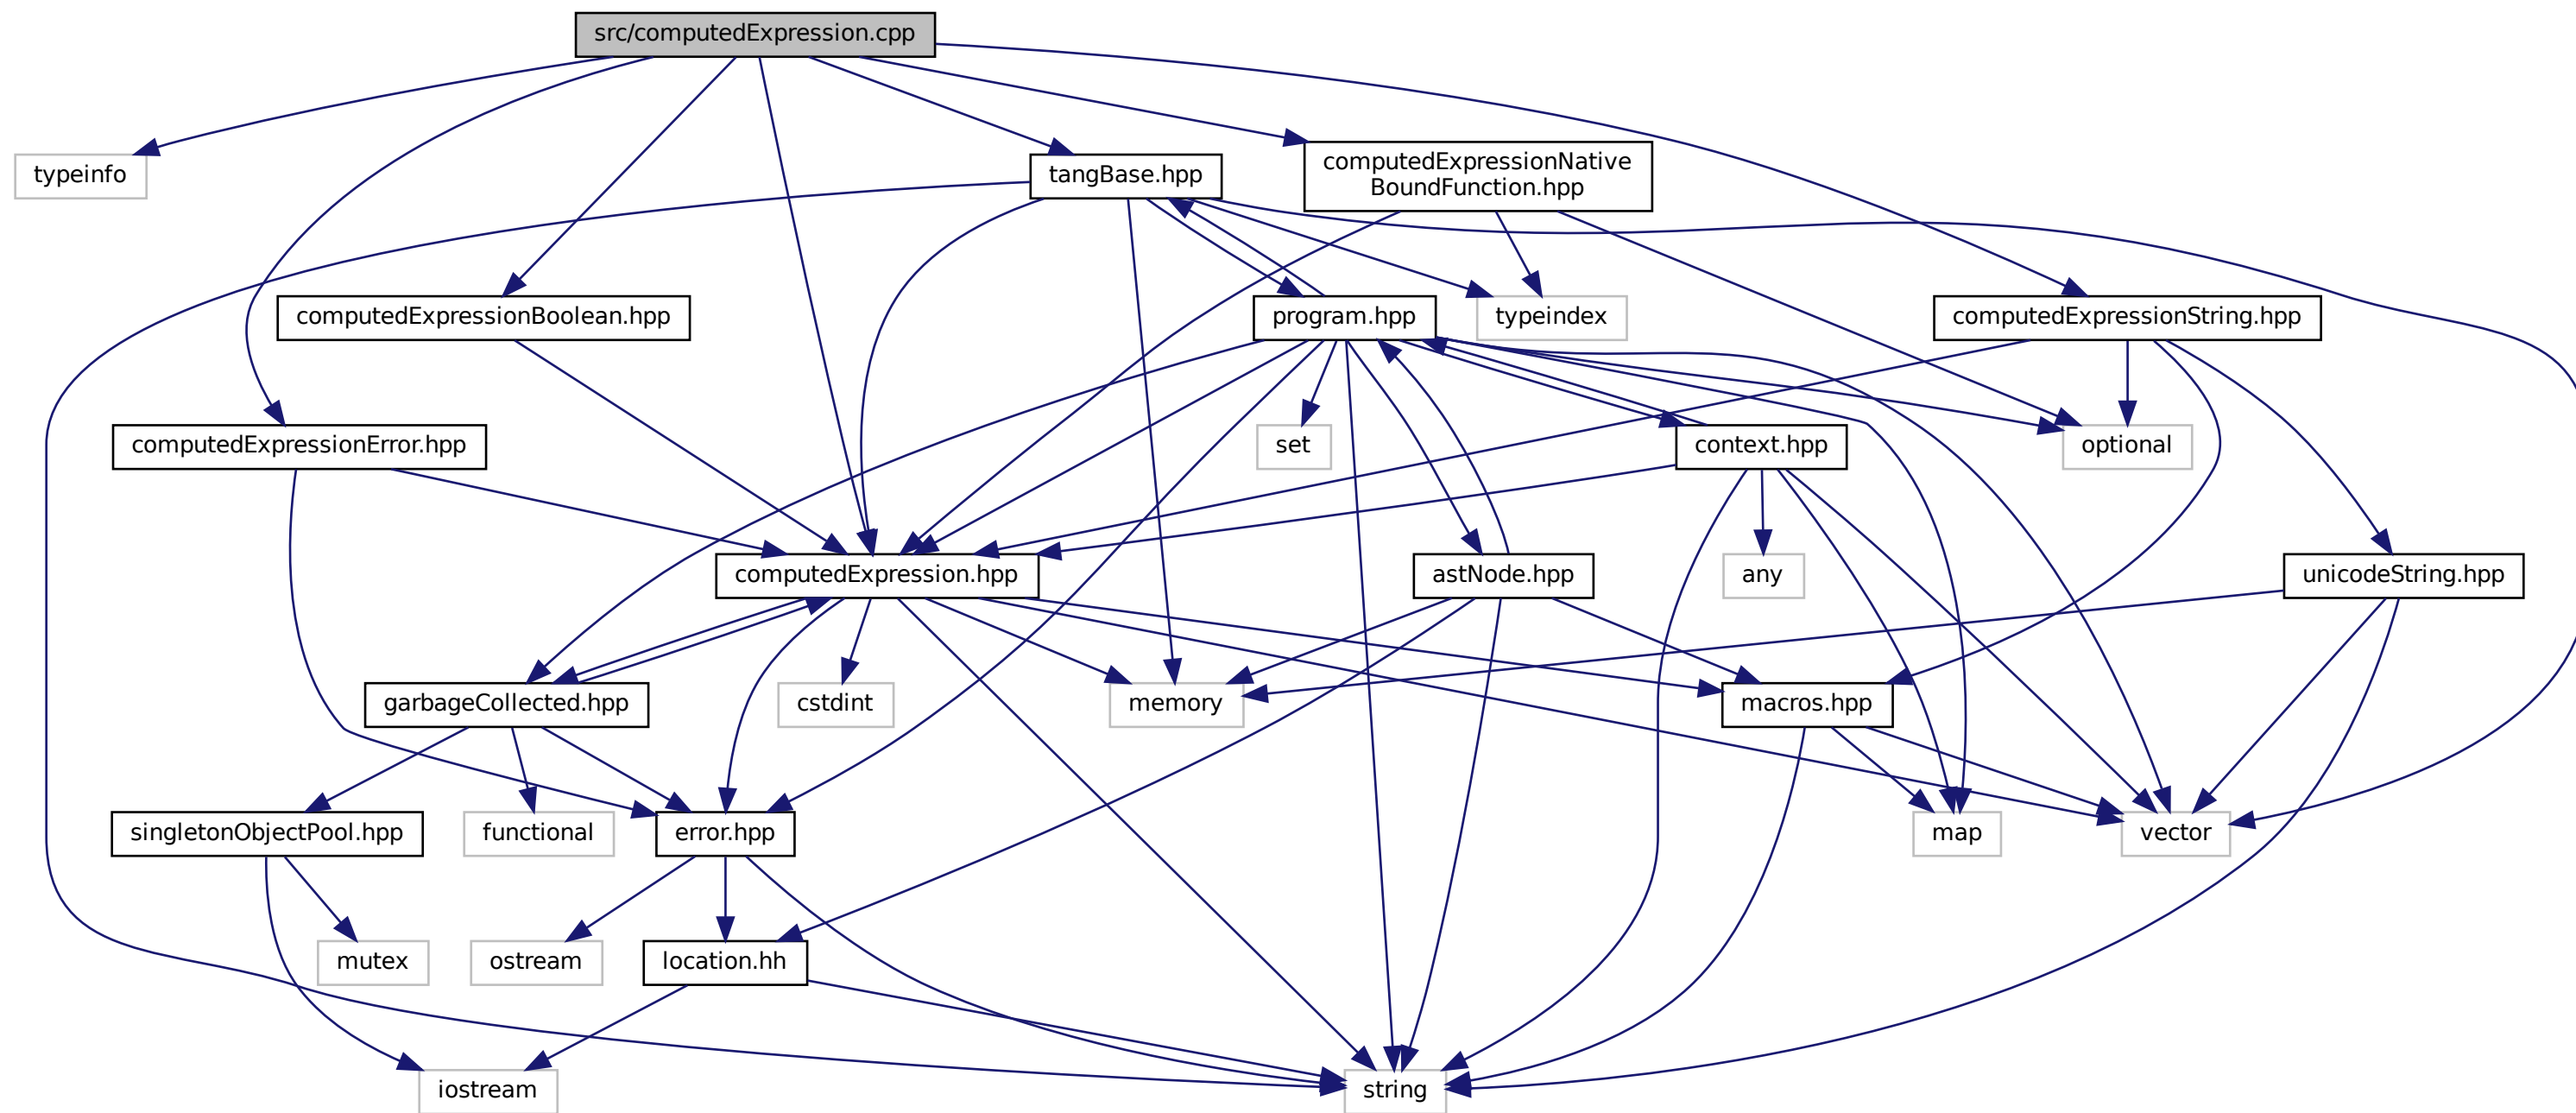 src/computedExpression.cpp
typeinfo
tangBase.hpp
computedExpressionNative
BoundFunction.hpp
computedExpressionBoolean.hpp
program.hpp
typeindex
computedExpressionString.hpp
computedExpressionError.hpp
set
context.hpp
optional
computedExpression.hpp
astNode.hpp
any
unicodeString.hpp
garbageCollected.hpp
cstdint
memory
macros.hpp
singletonObjectPool.hpp
functional
error.hpp
map
vector
mutex
ostream
location.hh
iostream
string